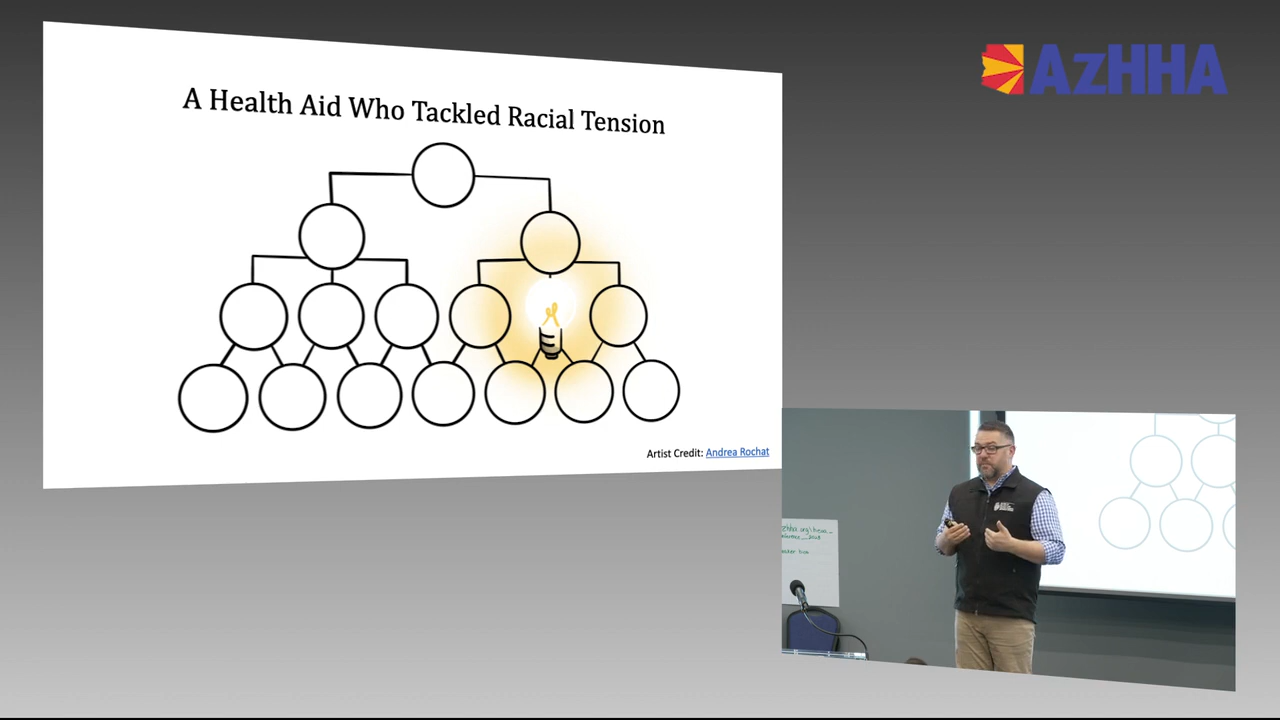 A Health Aid Who Tackled Racial Tension
AzHHA
Artist Credit: Andrea Rochat